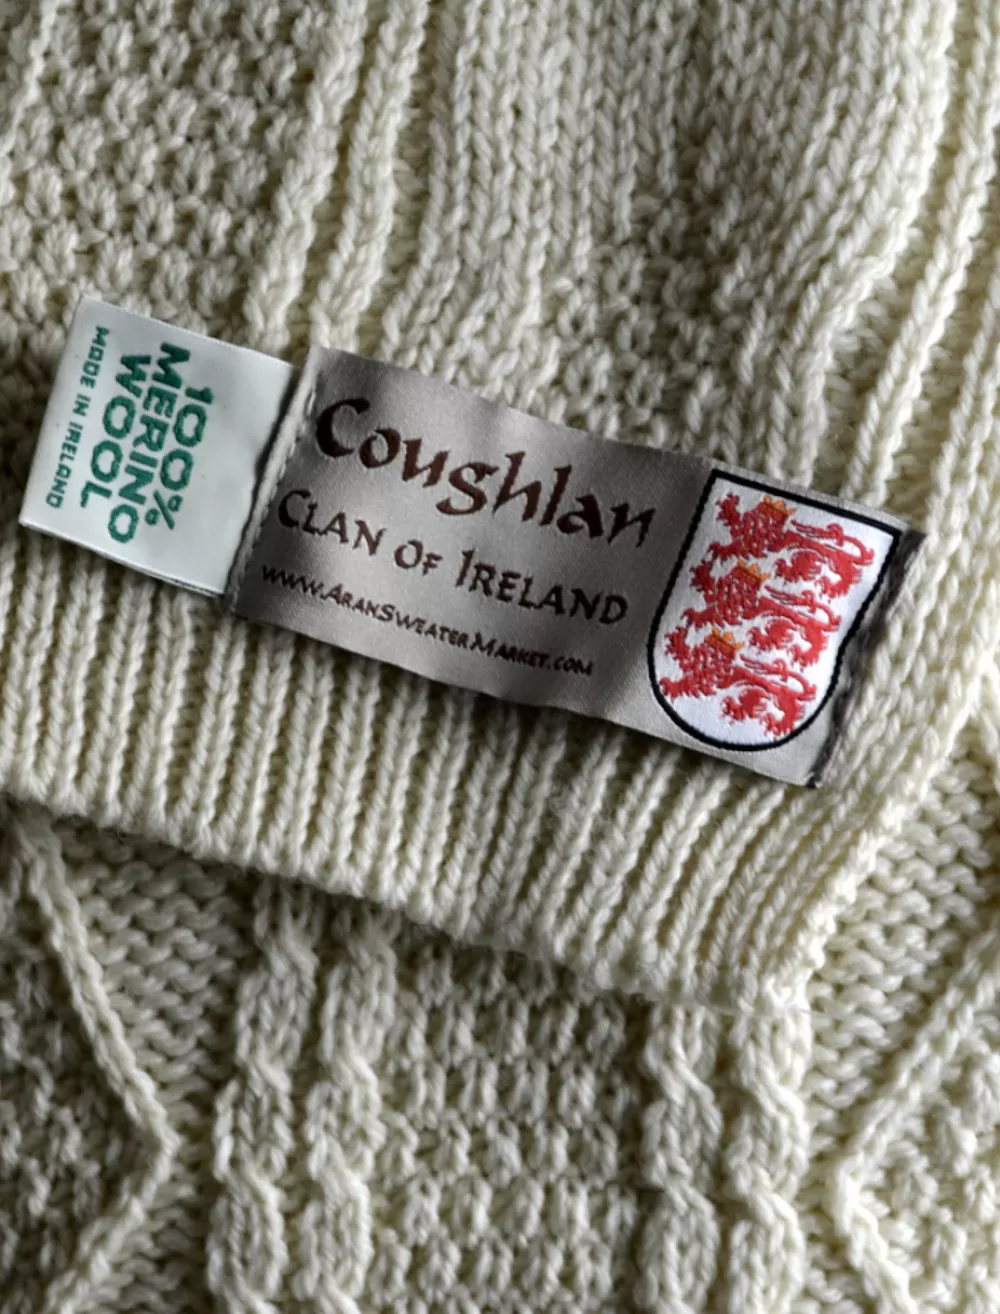 100%
MERINO
WOOL
MADE IN IRELAND
Coughlan
CLAN OF IRELAND
WWW.ARANSWEATERMARKET.COM